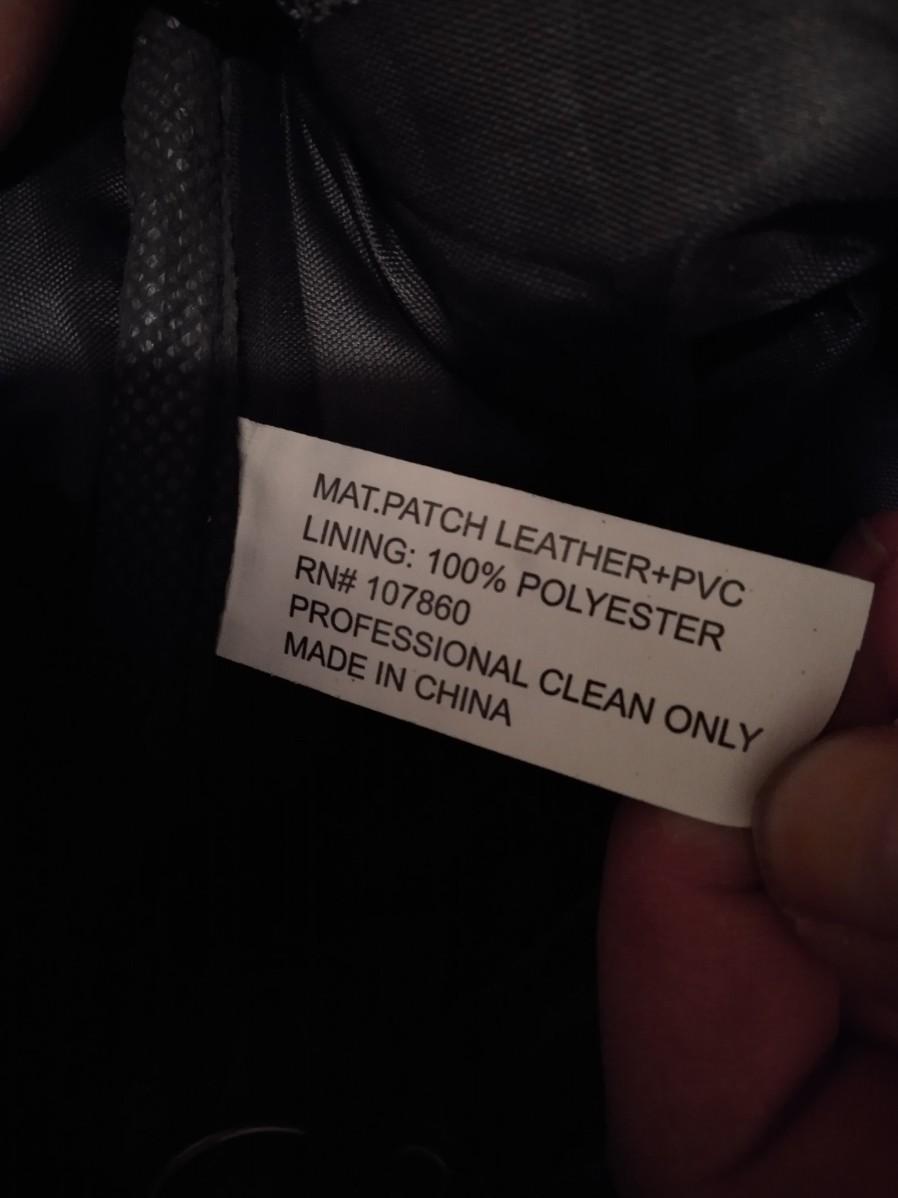 MAT.PATCH LEATHER+PVC
LINING: 100% POLYESTER
RN# 107860
PROFESSIONAL CLEAN ONLY
MADE IN CHINA